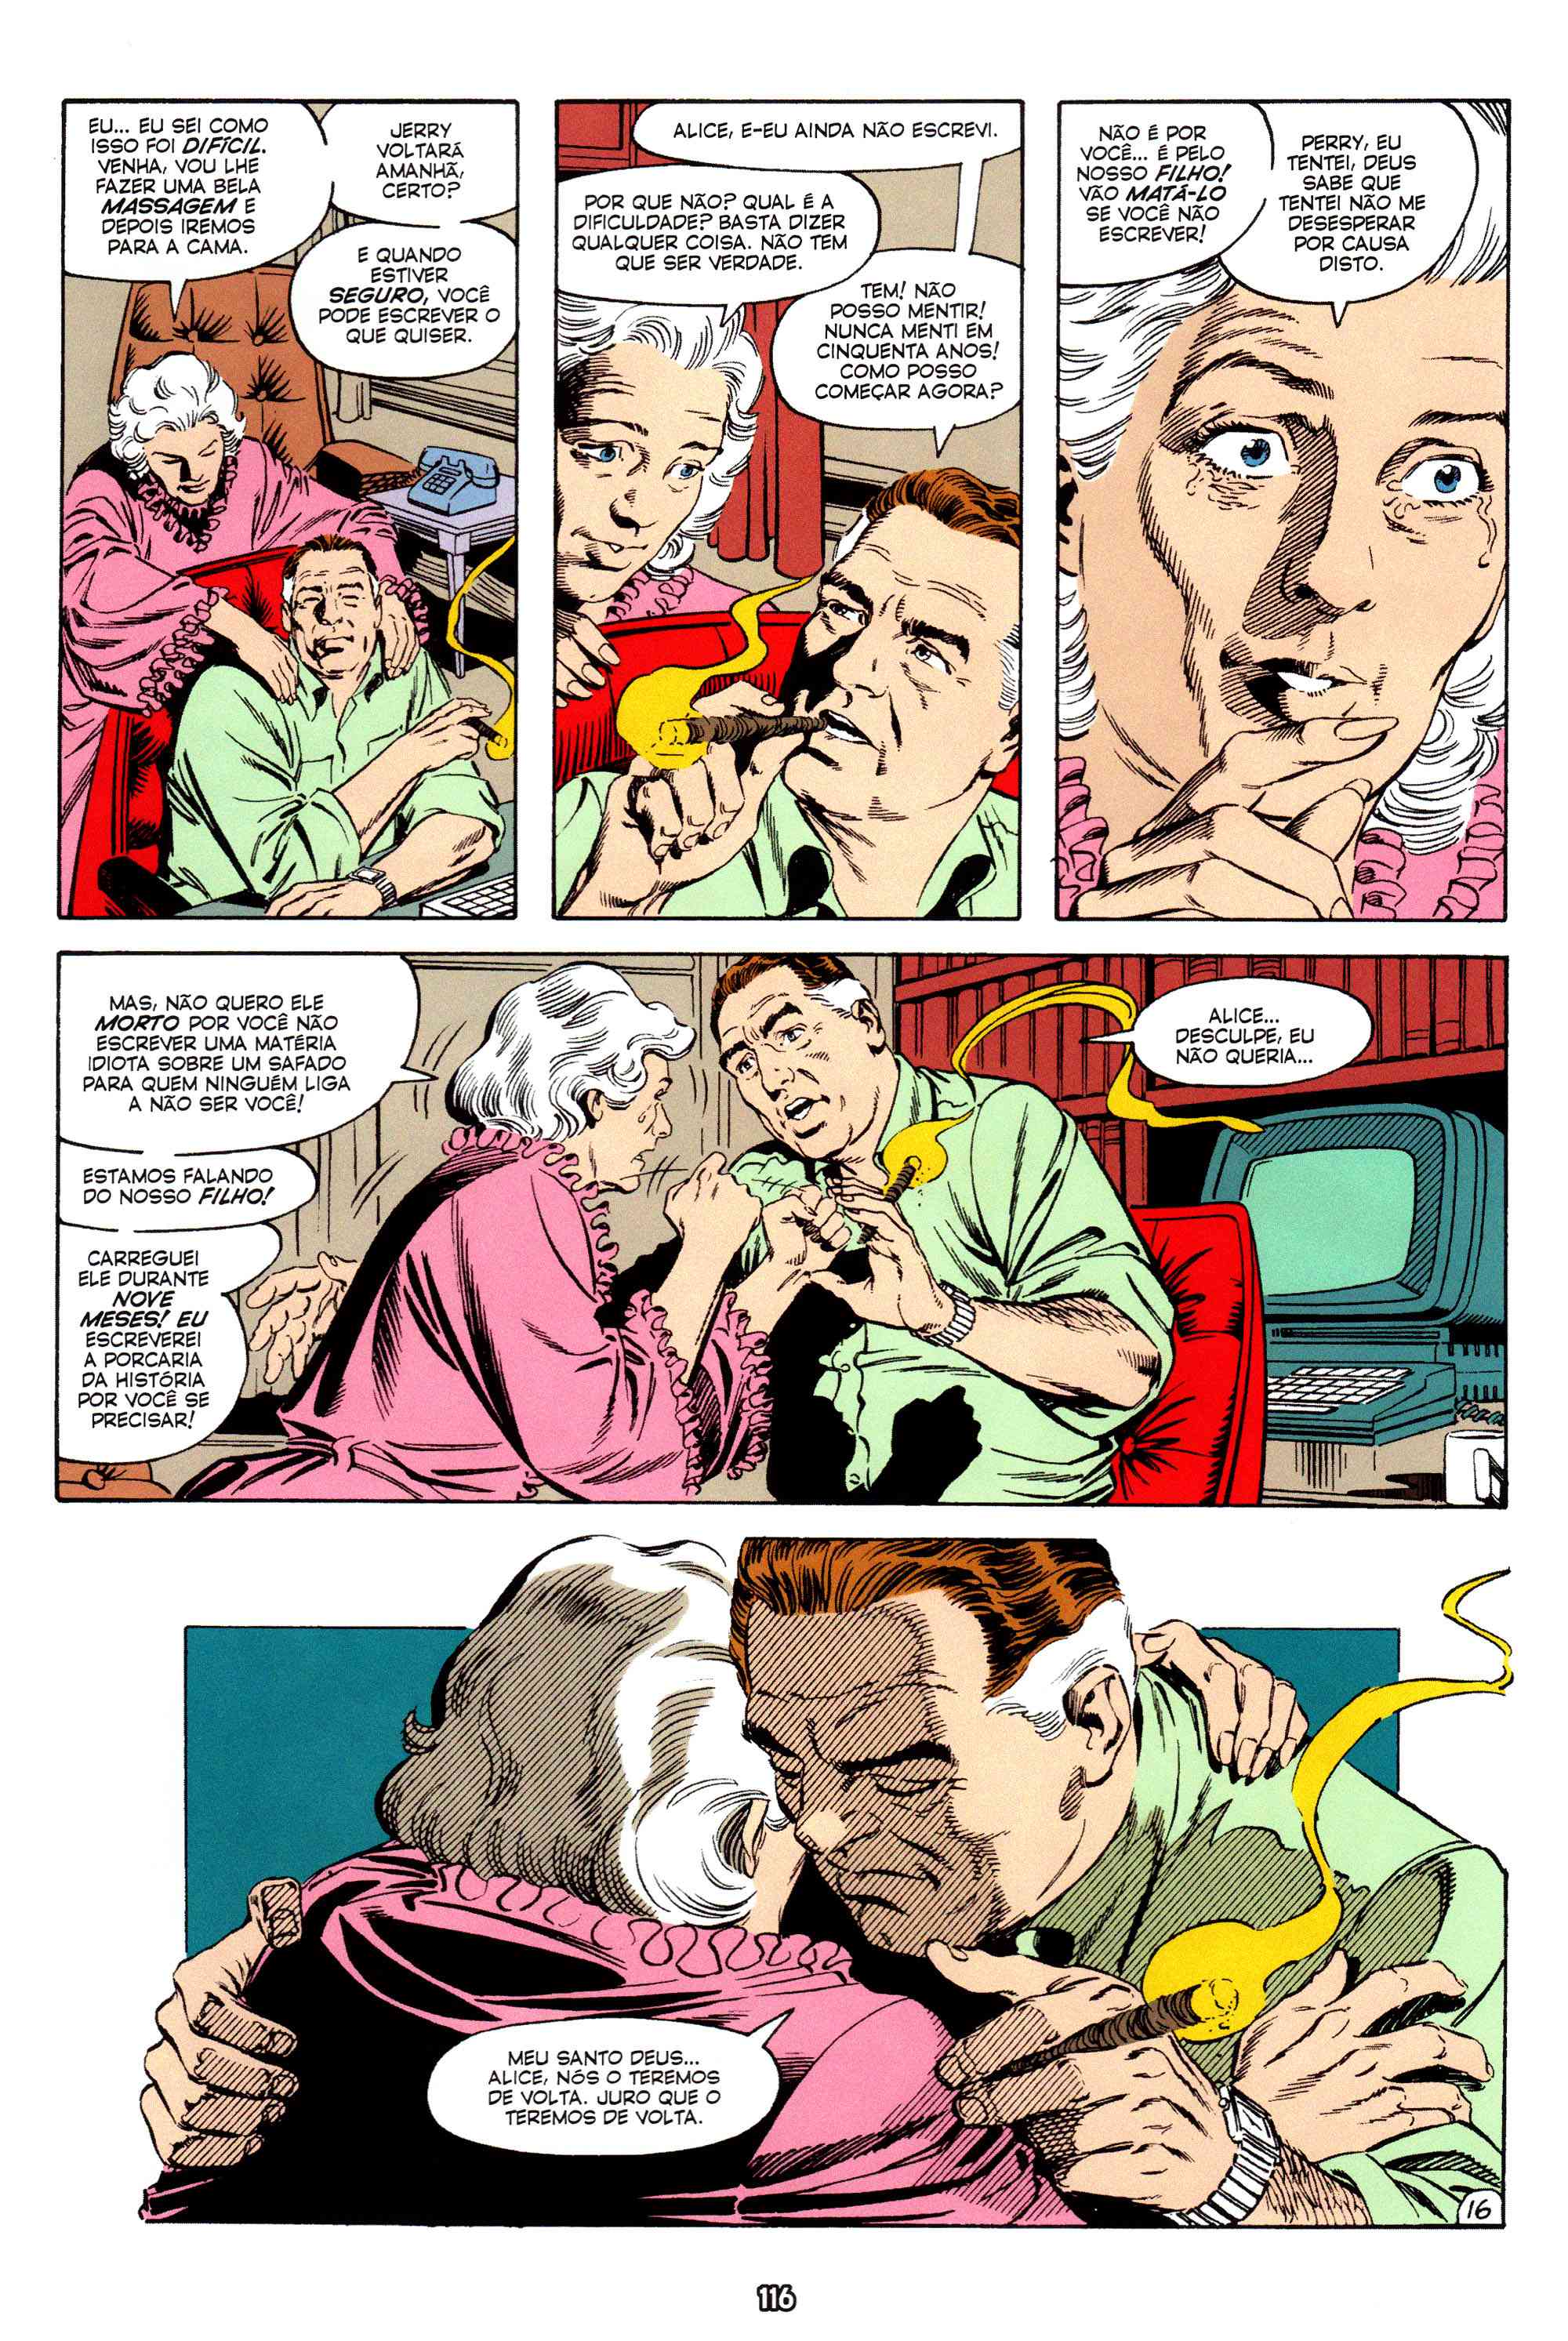 EU... EU SEI COMO
ISSO FOI DIFÍCIL.
VENHA, VOU LHE
FAZER UMA BELA
MASSAGEM E
DEPOIS IREMOS
PARA A CAMA.
JERRY
VOLTARÁ
AMANHÃ,
CERTO?
E QUANDO
ESTIVER
SEGURO, VOCÊ
PODE ESCREVER O
QUE QUISER.
ALICE, E-EU AINDA NÃO ESCREVI.
POR QUE NÃO? QUAL É A
DIFICULDADE? BASTA DIZER
QUALQUER COISA. NÃO TEM
QUE SER VERDADE.
TEM! NÃO
POSSO MENTIR!
NUNCA MENTI EM
CINQUENTA ANOS!
COMO POSSO
COMEÇAR AGORA?
NÃO É POR
VOCÊ... É PELO
NOSSO FILHO!
VÃO MATÁ-LO
SE VOCÊ NÃO
ESCREVER!
PERRY, EU
TENTEI, DEUS
SABE QUE
TENTEI NÃO ME
DESESPERAR
POR CAUSA
DISTO.
MAS, NÃO QUERO ELE
MORTO POR VOCÊ NÃO
ESCREVER UMA MATÉRIA
IDIOTA SOBRE UM SAFADO
PARA QUEM NINGUÉM LIGA
A NÃO SER VOCÊ!
ESTAMOS FALANDO
DO NOSSO FILHO!
CARREGUEI
ELE DURANTE
NOVE
MESES! EU
ESCREVEREI
A PORCARIA
DA HISTÓRIA
POR VOCÊ SE
PRECISAR!
ALICE...
DESCULPE, EU
NÃO QUERIA...
MEU SANTO DEUS...
ALICE, NÓS O TEREMOS
DE VOLTA. JURO QUE O
TEREMOS DE VOLTA.
16
116